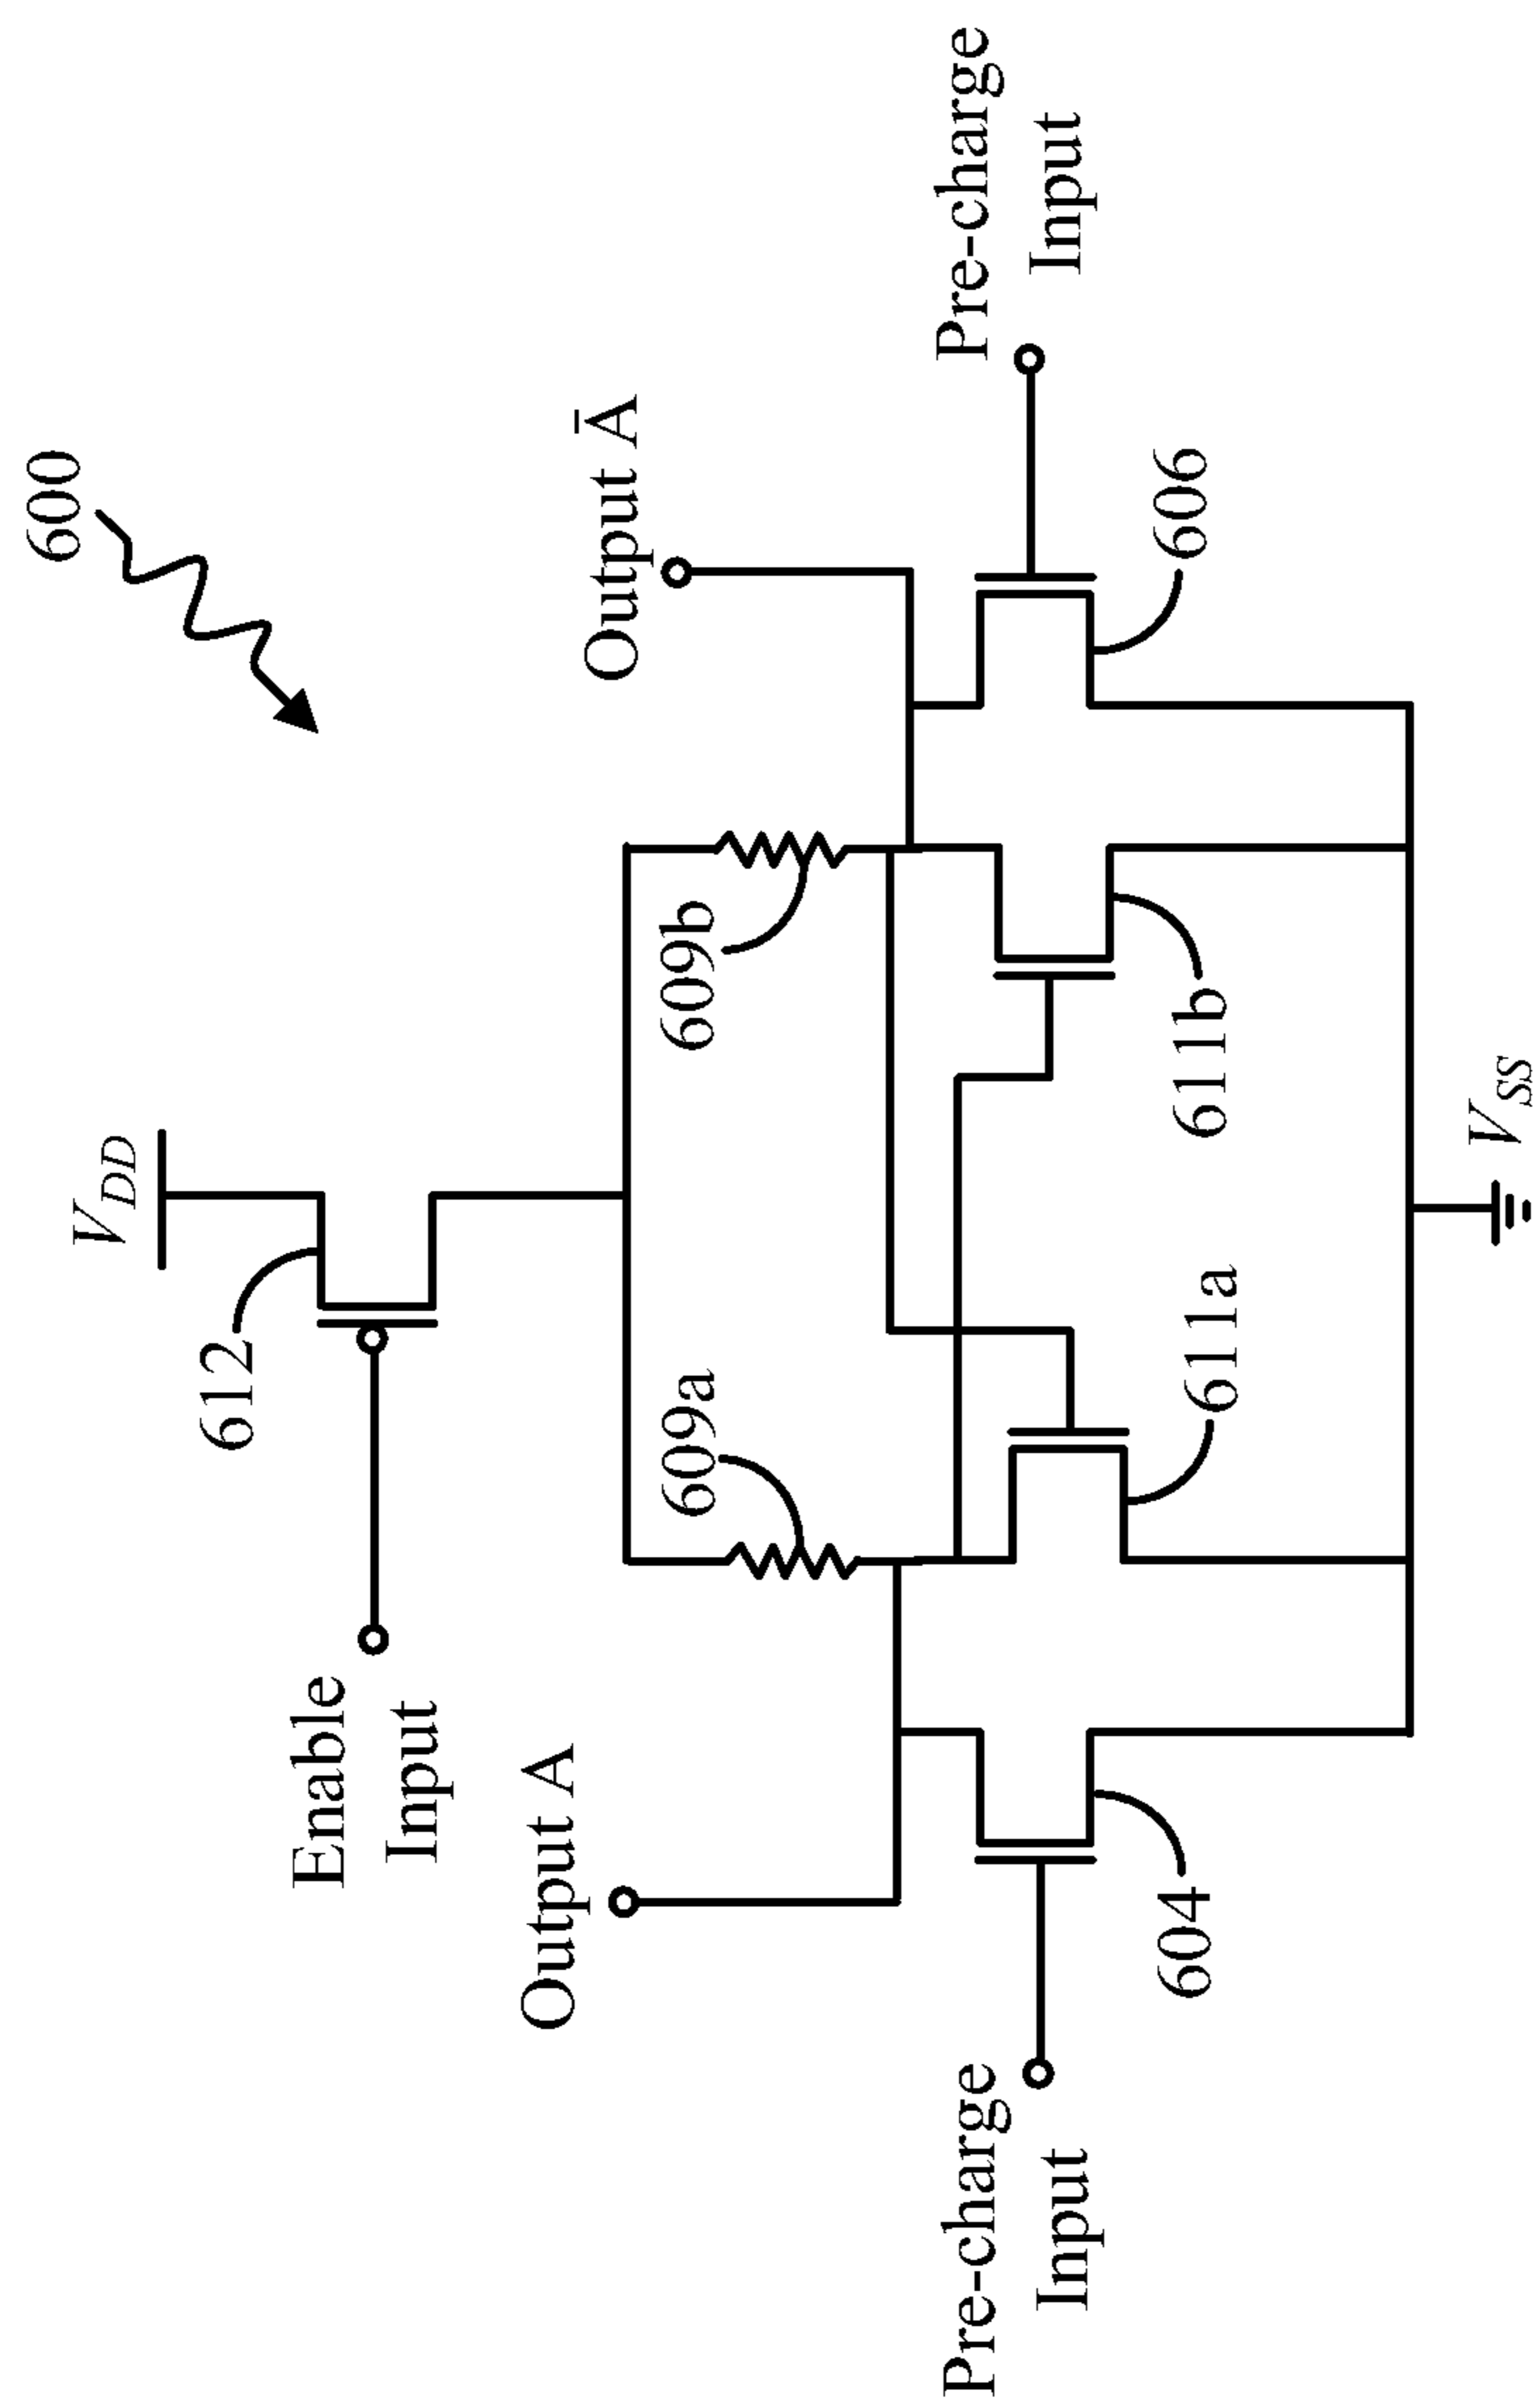 600
V_DD
612
Enable
Input
Output A
Output Ā
609a
609b
Pre-charge
Input
Pre-charge
Input
604
611a
611b
606
V_SS